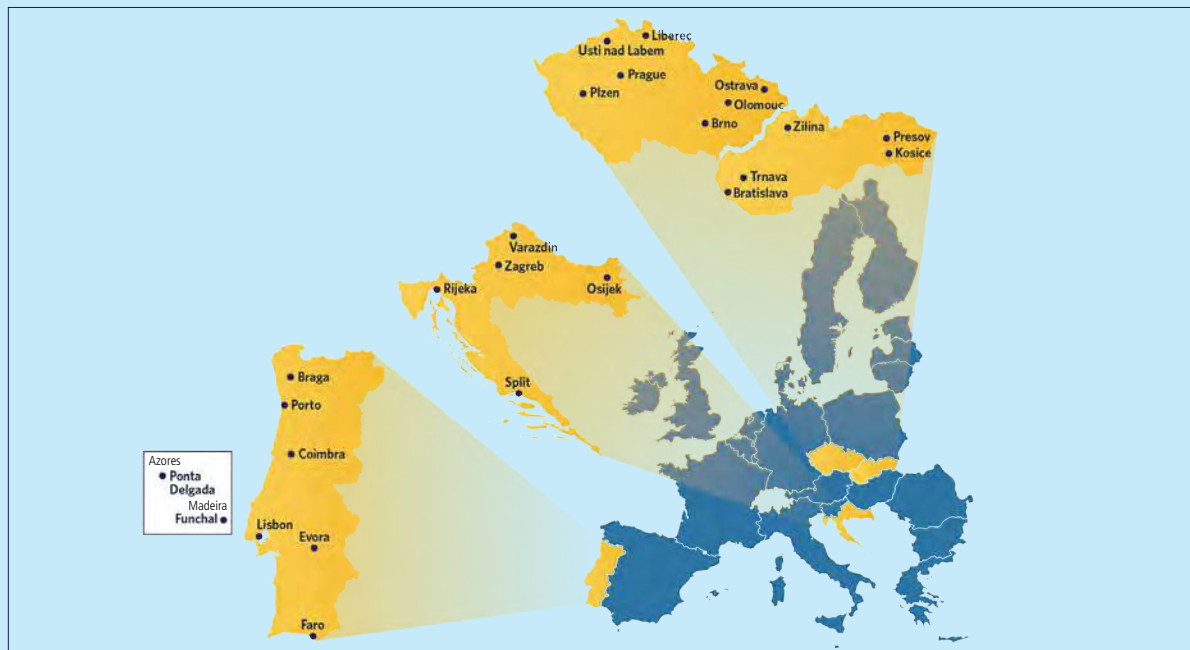 Liberec
Usti nad Labem
Prague
Plzen
Ostrava
Olomouc
Brno
Zilina
Presov
Kosice
Trnava
Bratislava
Varazdin
Zagreb
Rijeka
Osijek
Split
Braga
Porto
Coimbra
Azores
Ponta
Delgada
Madeira
Funchal
Lisbon
Evora
Faro